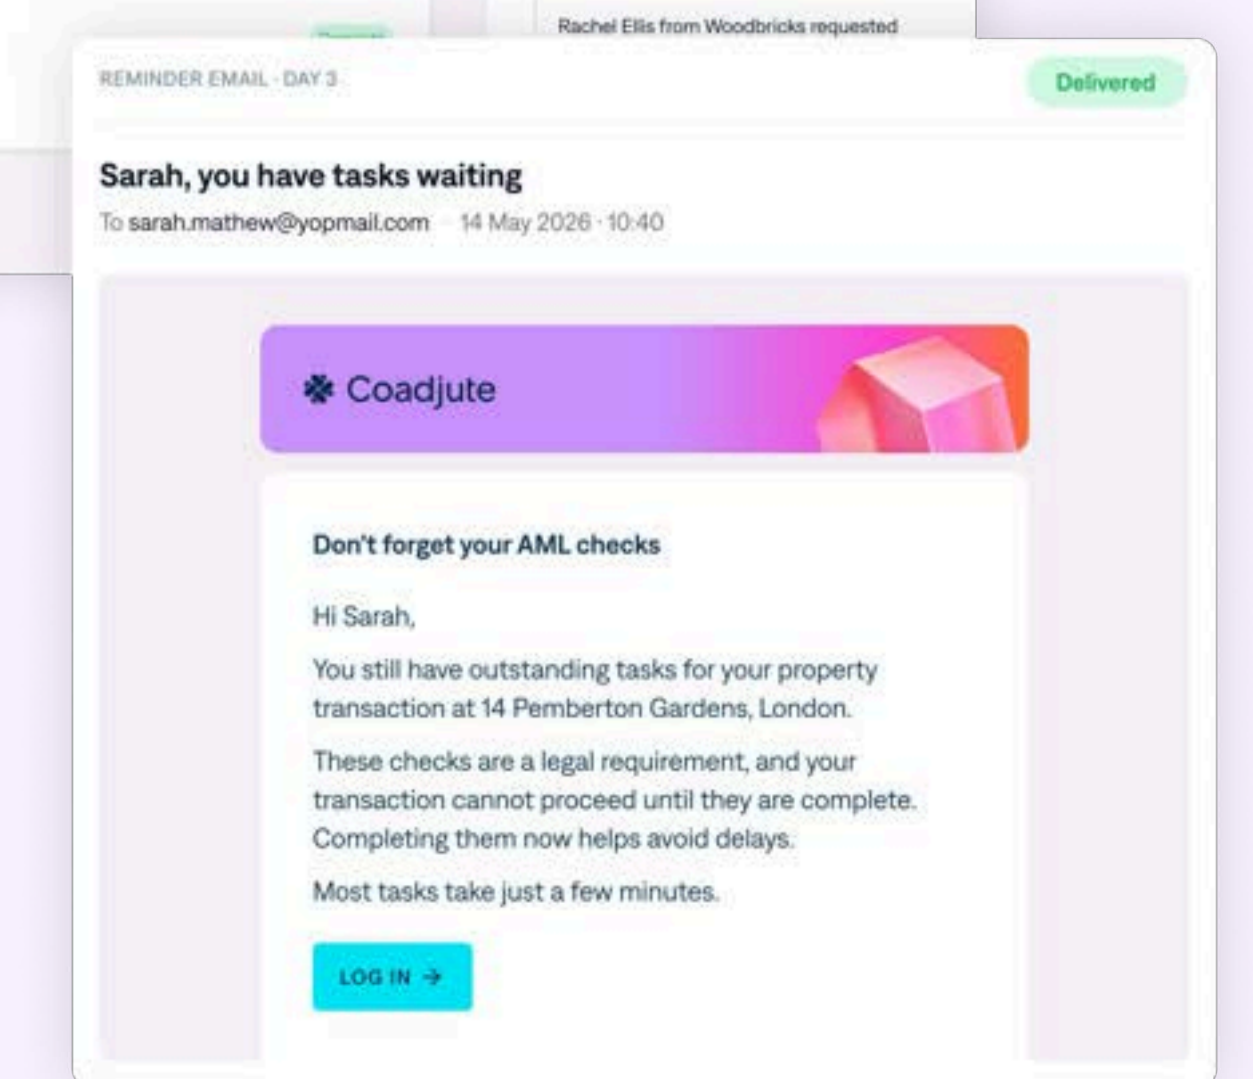 Rachel Ellis from Woodbricks requested
REMINDER EMAIL · DAY 3
Delivered
Sarah, you have tasks waiting
To sarah.mathew@yopmail.com 14 May 2026 · 10:40
Coadjute
Don't forget your AML checks
Hi Sarah,
You still have outstanding tasks for your property
transaction at 14 Pemberton Gardens, London.
These checks are a legal requirement, and your
transaction cannot proceed until they are complete.
Completing them now helps avoid delays.
Most tasks take just a few minutes.
LOG IN →